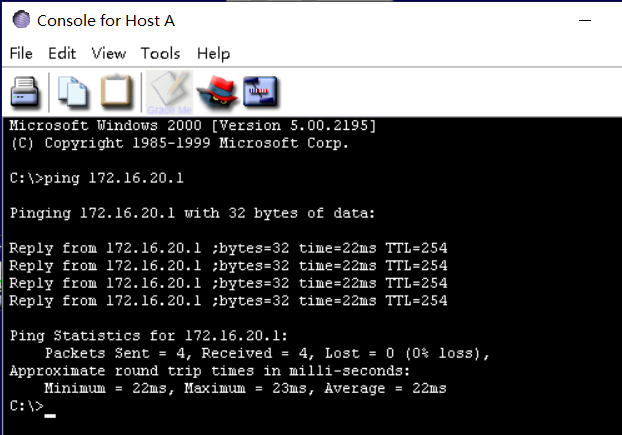 Console for Host A
File Edit View Tools Help
Grade Me
Microsoft Windows 2000 [Version 5.00.2195]
(C) Copyright 1985-1999 Microsoft Corp.
C:\>ping 172.16.20.1
Pinging 172.16.20.1 with 32 bytes of data:
Reply from 172.16.20.1 ;bytes=32 time=22ms TTL=254
Reply from 172.16.20.1 ;bytes=32 time=22ms TTL=254
Reply from 172.16.20.1 ;bytes=32 time=22ms TTL=254
Reply from 172.16.20.1 ;bytes=32 time=22ms TTL=254
Ping Statistics for 172.16.20.1:
Packets Sent = 4, Received = 4, Lost = 0 (0% loss),
Approximate round trip times in milli-seconds:
Minimum = 22ms, Maximum = 23ms, Average = 22ms
C:\>